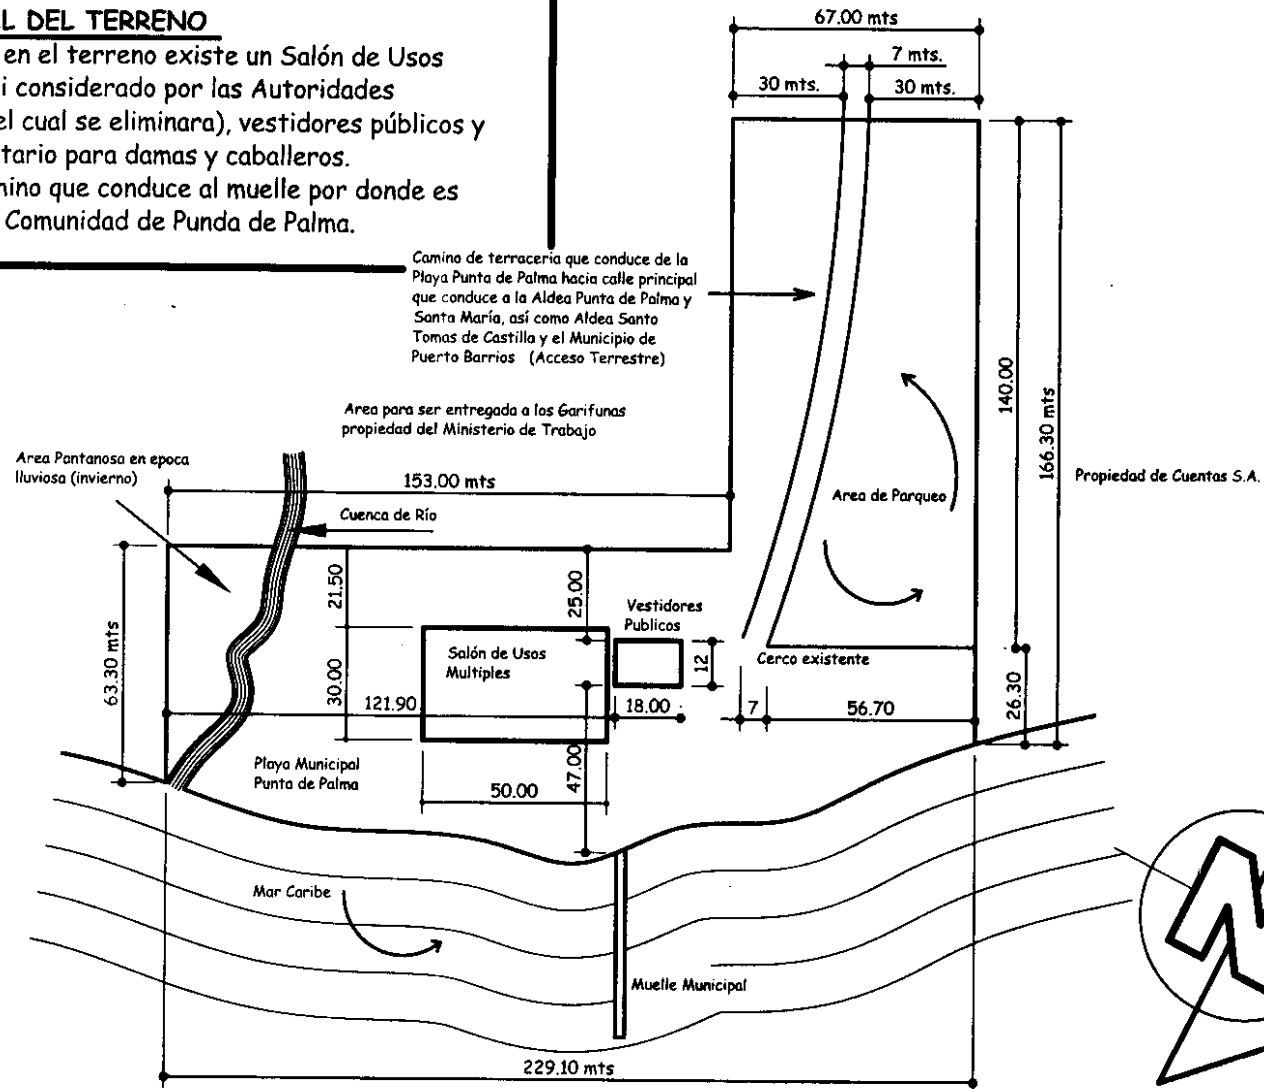 L DEL TERRENO
en el terreno existe un Salón de Usos
i considerado por las Autoridades
el cual se eliminara), vestidores públicos y
tario para damas y caballeros.
nino que conduce al muelle por donde es
Comunidad de Punda de Palma.
67.00 mts
7 mts.
30 mts.
30 mts.
Camino de terraceria que conduce de la
Playa Punta de Palma hacia calle principal
que conduce a la Aldea Punta de Palma y
Santa María, así como Aldea Santo
Tomas de Castilla y el Municipio de
Puerto Barrios (Acceso Terrestre)
Area para ser entregada a los Garifunas
propiedad del Ministerio de Trabajo
Area Pantanosa en epoca
lluviosa (invierno)
153.00 mts
Cuenca de Río
140.00
166.30 mts
Propiedad de Cuentas S.A.
Area de Parqueo
63.30 mts
21.50
25.00
Vestidores
Publicos
Salón de Usos
Multiples
12
Cerco existente
30.00
121.90
18.00
7
56.70
26.30
Playa Municipal
Punta de Palma
50.00
47.00
Mar Caribe
Muelle Municipal
229.10 mts
N